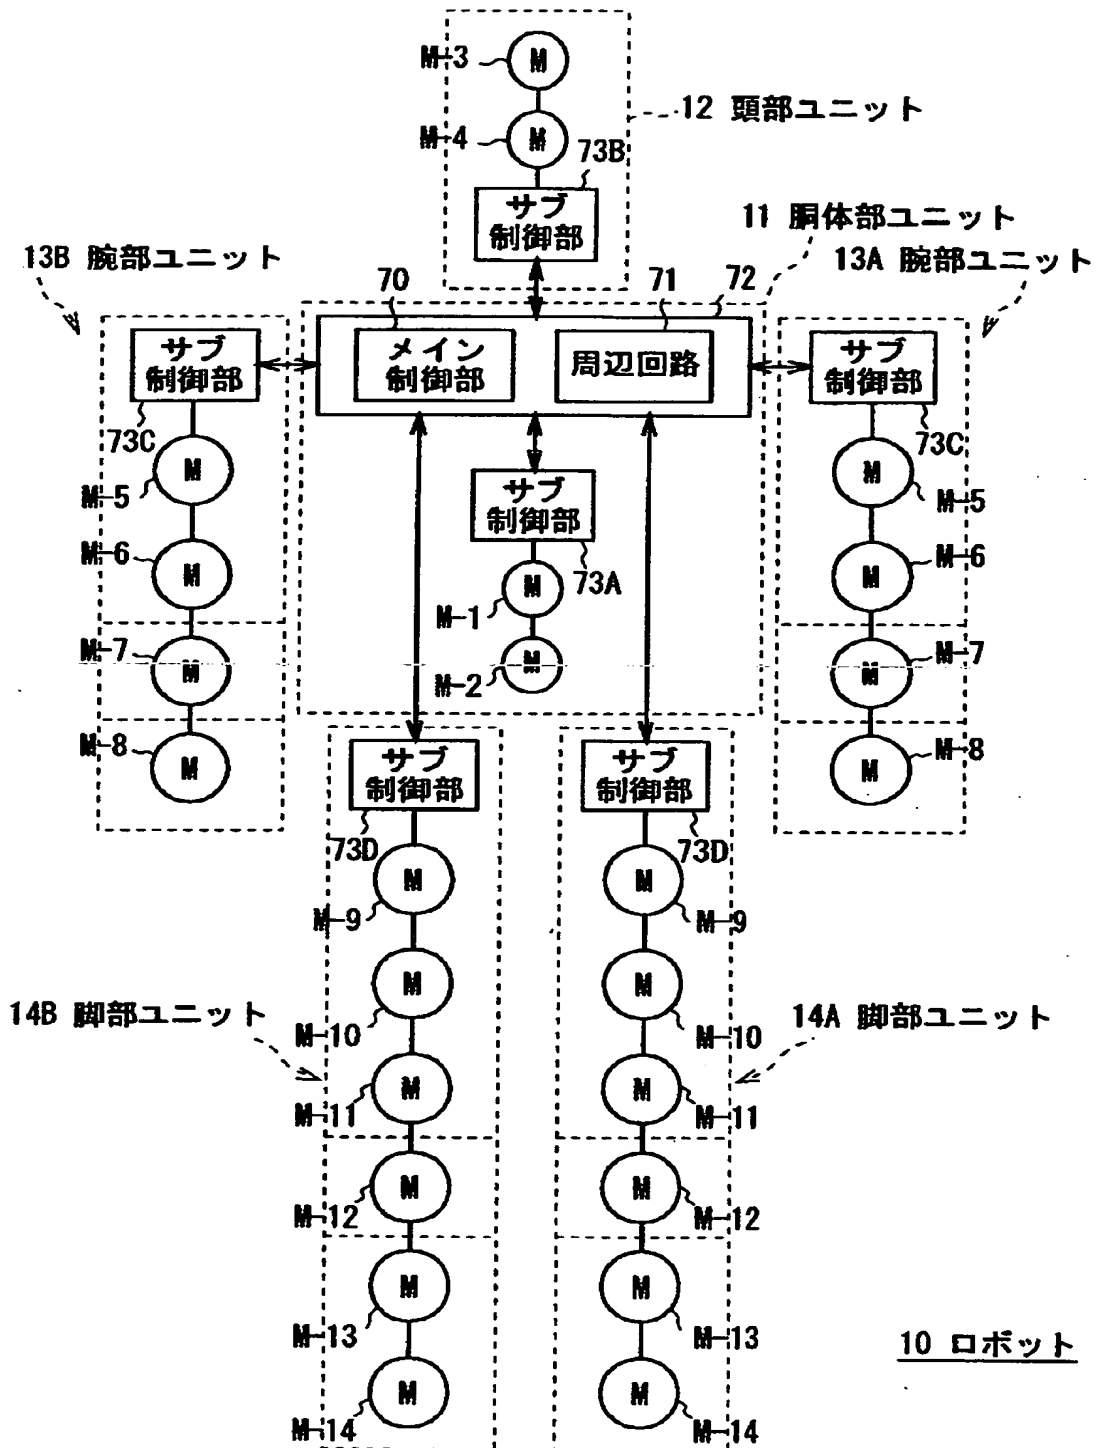 M-3
M
12 頭部ユニット
M-4
M
73B
サブ
制御部
11 胴体部ユニット
13B 腕部ユニット
13A 腕部ユニット
70
71
72
サブ
制御部
メイン
制御部
周辺回路
サブ
制御部
73C
73C
M
M-5
サブ
制御部
M
M-5
M-6
M
73A
M
M-1
M
M-6
M-7
M
M
M-2
M
M-7
M-8
M
M
M-8
サブ
制御部
サブ
制御部
73D
73D
M
M-9
M
M-9
14B 脚部ユニット
M
M-10
M
M-10
14A 脚部ユニット
M
M-11
M
M-11
M
M-12
M
M-12
M
M-13
M
M-13
10 ロボット
M
M-14
M
M-14